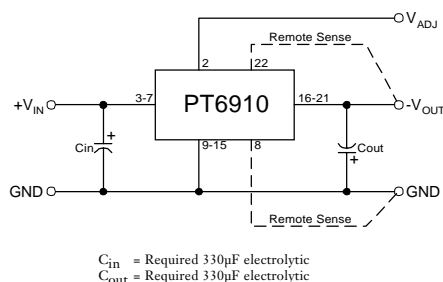 V_ADJ
Remote Sense
2
22
+V_IN
3-7
PT6910
16-21
-V_OUT
Cin
+
9-15
8
Cout
+
GND
GND
Remote Sense
C_in = Required 330µF electrolytic
C_out = Required 330µF electrolytic